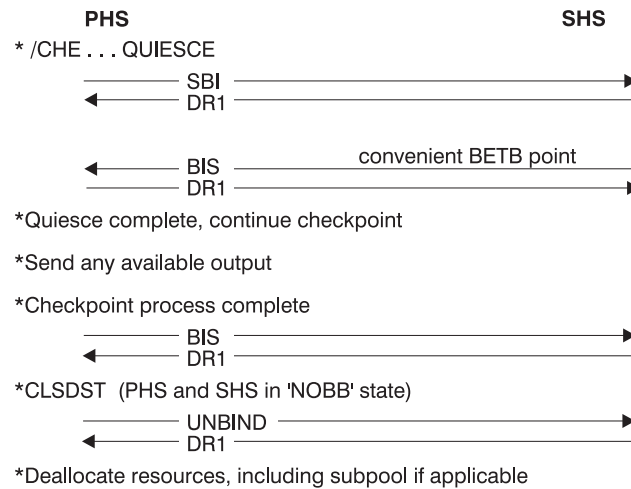 PHS SHS
* /CHE . . . QUIESCE
SBI
DR1
convenient BETB point
BIS
DR1
*Quiesce complete, continue checkpoint
*Send any available output
*Checkpoint process complete
BIS
DR1
*CLSDST (PHS and SHS in 'NOBB' state)
UNBIND
DR1
*Deallocate resources, including subpool if applicable